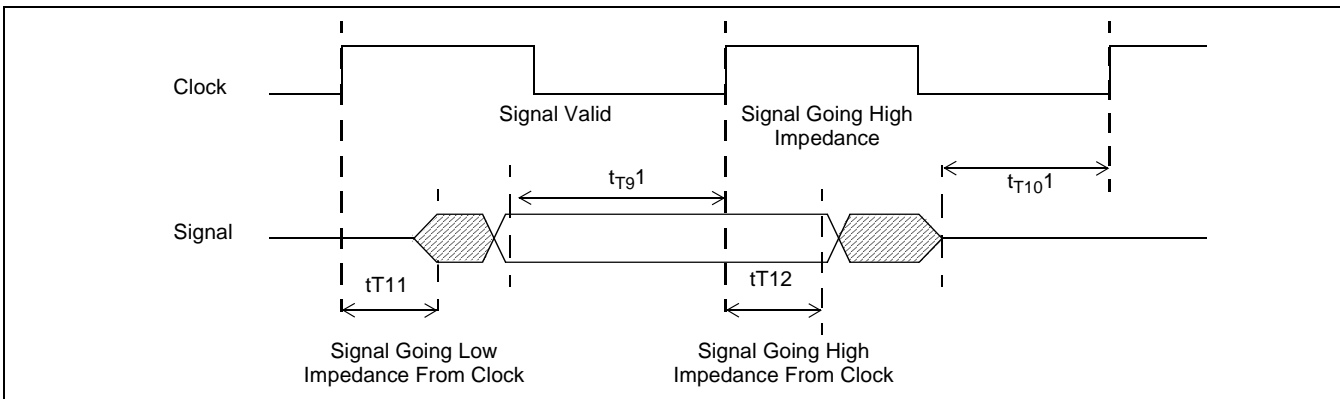 Clock
Signal Valid
Signal Going High
Impedance
tT91
tT101
Signal
tT11
tT12
Signal Going Low
Impedance From Clock
Signal Going High
Impedance From Clock